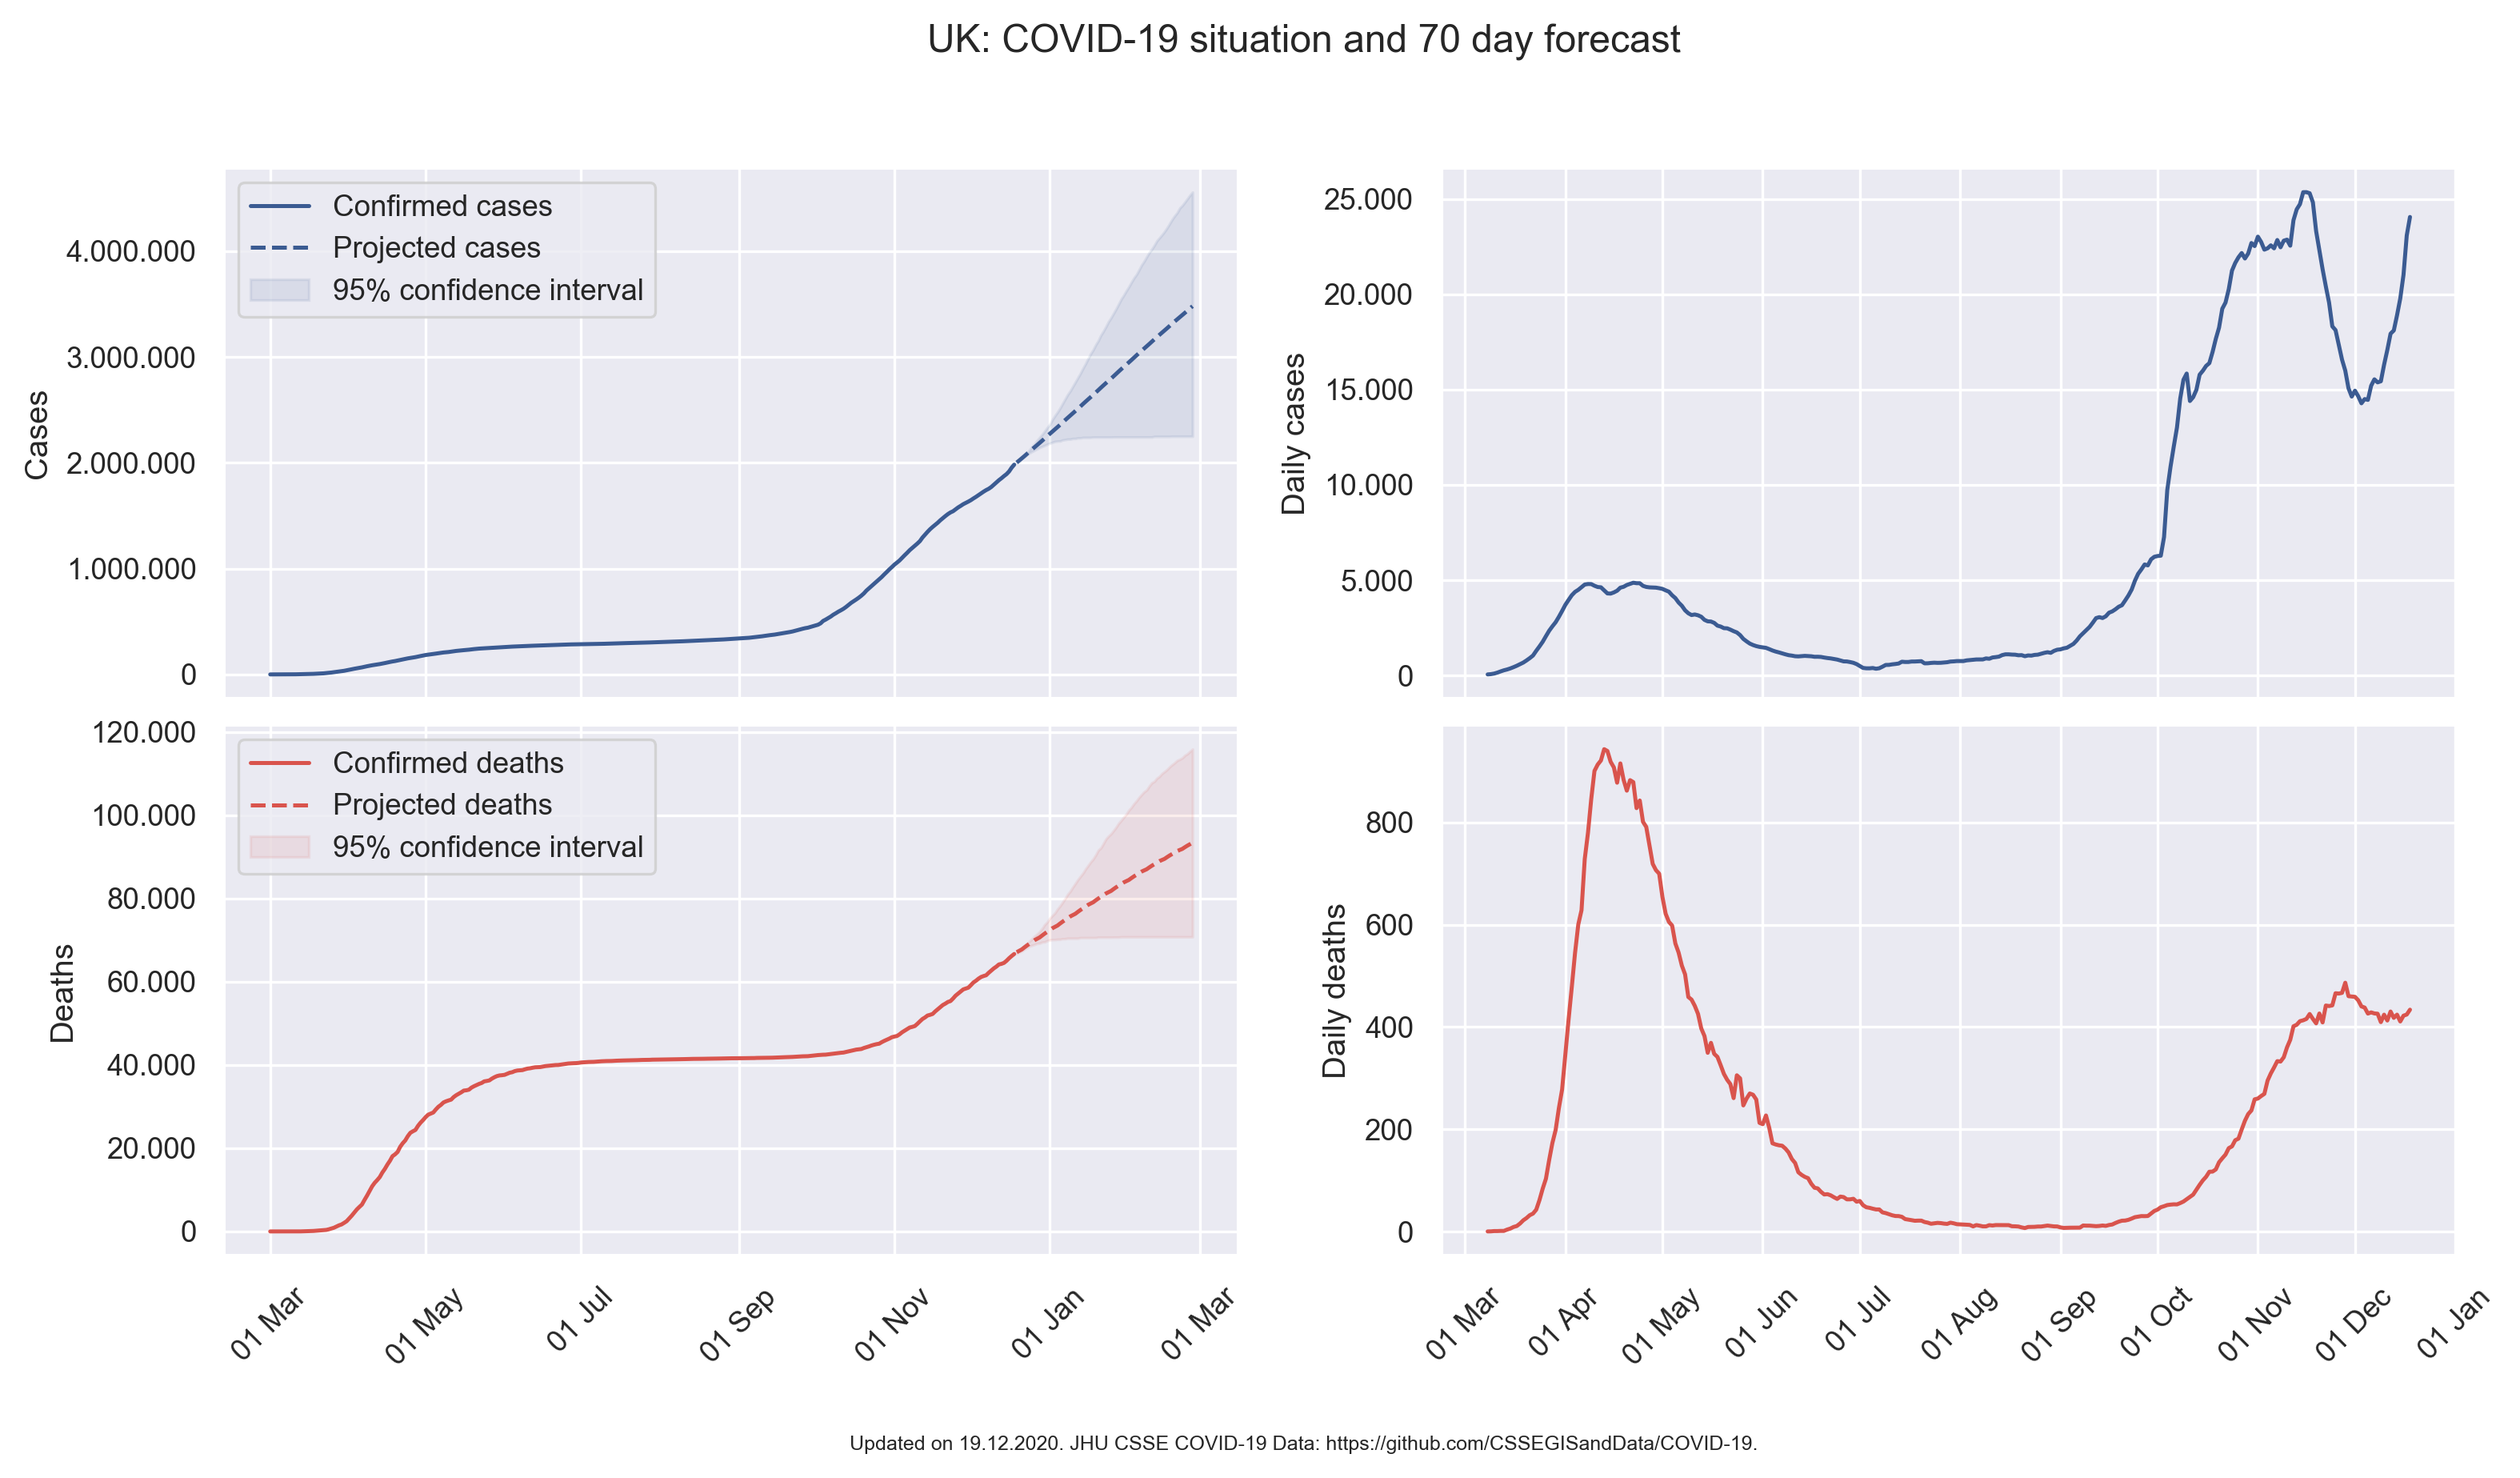 UK: COVID-19 situation and 70 day forecast
Confirmed cases
Projected cases
95% confidence interval
4.000.000
3.000.000
2.000.000
1.000.000
0
Cases
25.000
20.000
15.000
10.000
5.000
0
Daily cases
Confirmed deaths
Projected deaths
95% confidence interval
120.000
100.000
80.000
60.000
40.000
20.000
0
Deaths
01 Mar
01 May
01 Jul
01 Sep
01 Nov
01 Jan
01 Mar
800
600
400
200
0
Daily deaths
01 Mar
01 Apr
01 May
01 Jun
01 Jul
01 Aug
01 Sep
01 Oct
01 Nov
01 Dec
01 Jan
Updated on 19.12.2020. JHU CSSE COVID-19 Data: https://github.com/CSSEGISandData/COVID-19.